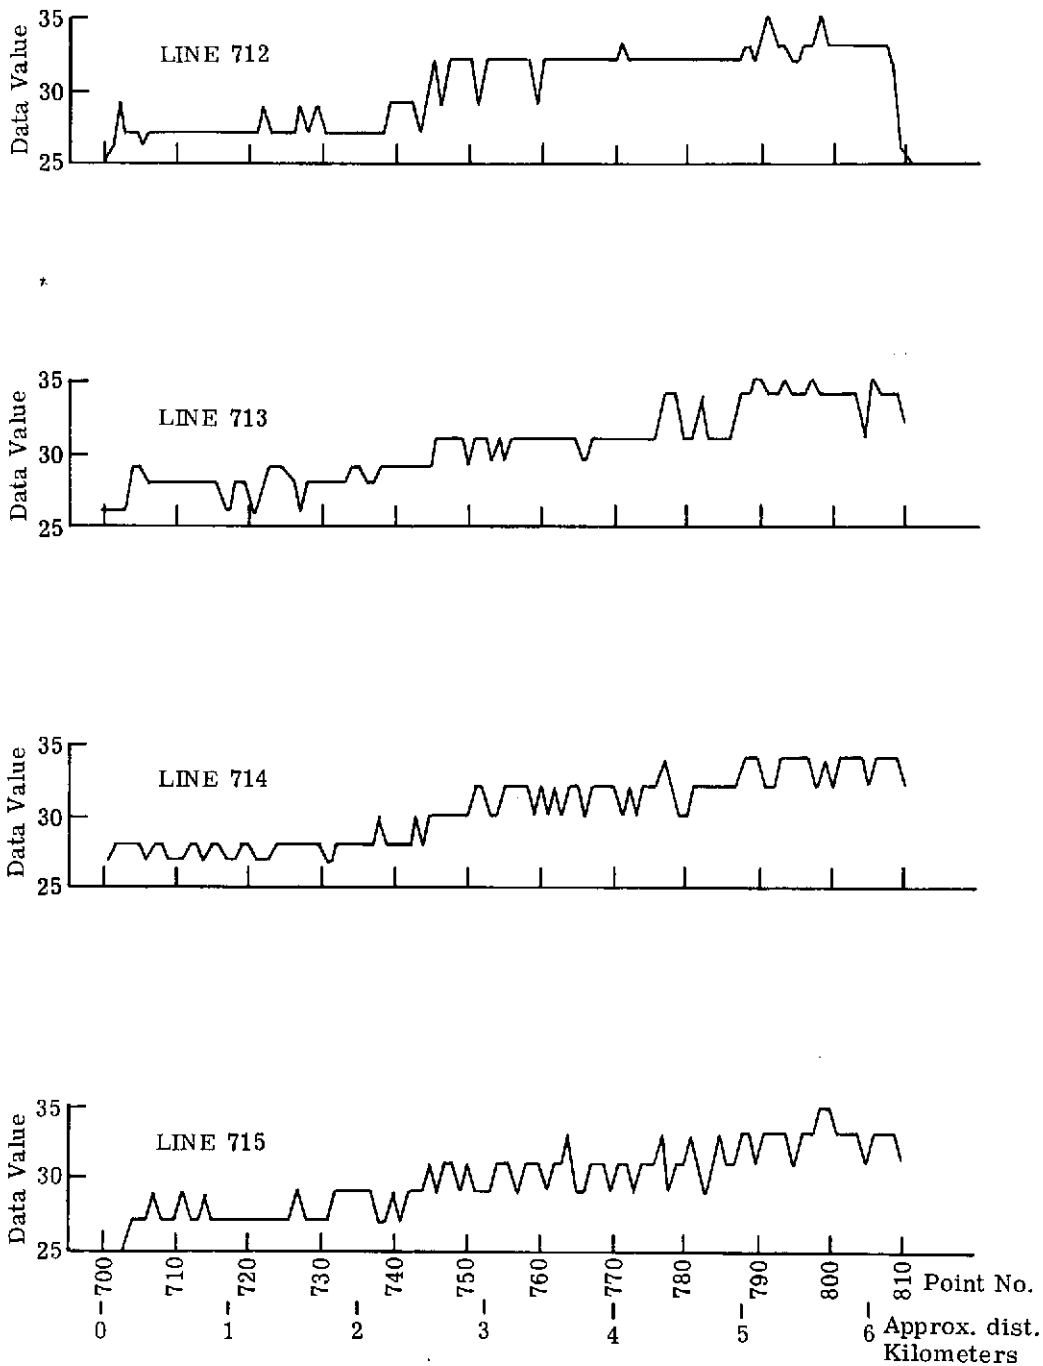 35
Data Value
LINE 712
30
25
35
Data Value
LINE 713
30
25
35
Data Value
LINE 714
30
25
35
Data Value
LINE 715
30
25
700 710 720 730 740 750 760 770 780 790 800 810 Point No.
0 1 2 3 4 5 6 Approx. dist.
Kilometers